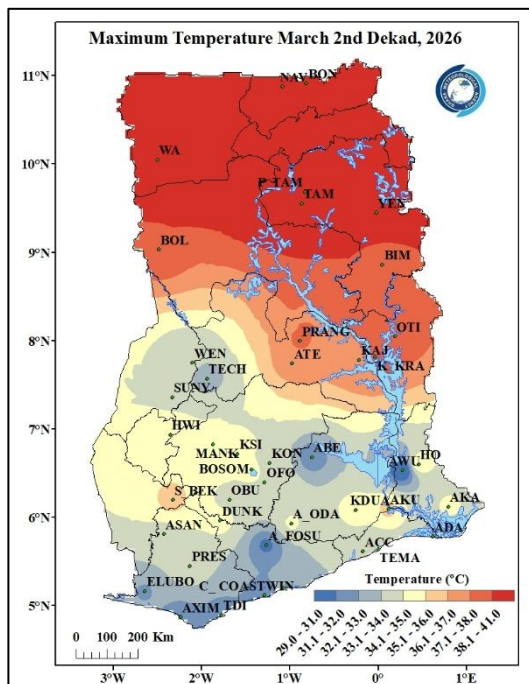 Maximum Temperature March 2nd Dekad, 2026
11°N
NAV BON
10°N
WA
P_TAM
TAM
YEN
9°N
BOL
BIM
8°N
PRANG
OTI
WEN
ATE
KAJ
K_KRA
TECH
SUNY
7°N
HWI
KSI
MANK
KON
ABE
HO
BOSOM
OFO
AWU
S_BEK
OBU
KDUA
AKU
AKA
6°N
DUNK
A_ODA
ADA
ASAN
A_FOSU
ACC
TEMA
PRES
ELUBO
C_COASTWIN
5°N
AXIM
TDI
Temperature (°C)
29.0 - 31.0
31.1 - 32.0
32.1 - 33.0
33.1 - 34.0
34.1 - 35.0
35.1 - 36.0
36.1 - 37.0
37.1 - 38.0
38.1 - 41.0
0 50 100 200 Km
3°W 2°W 1°W 0° 1°E